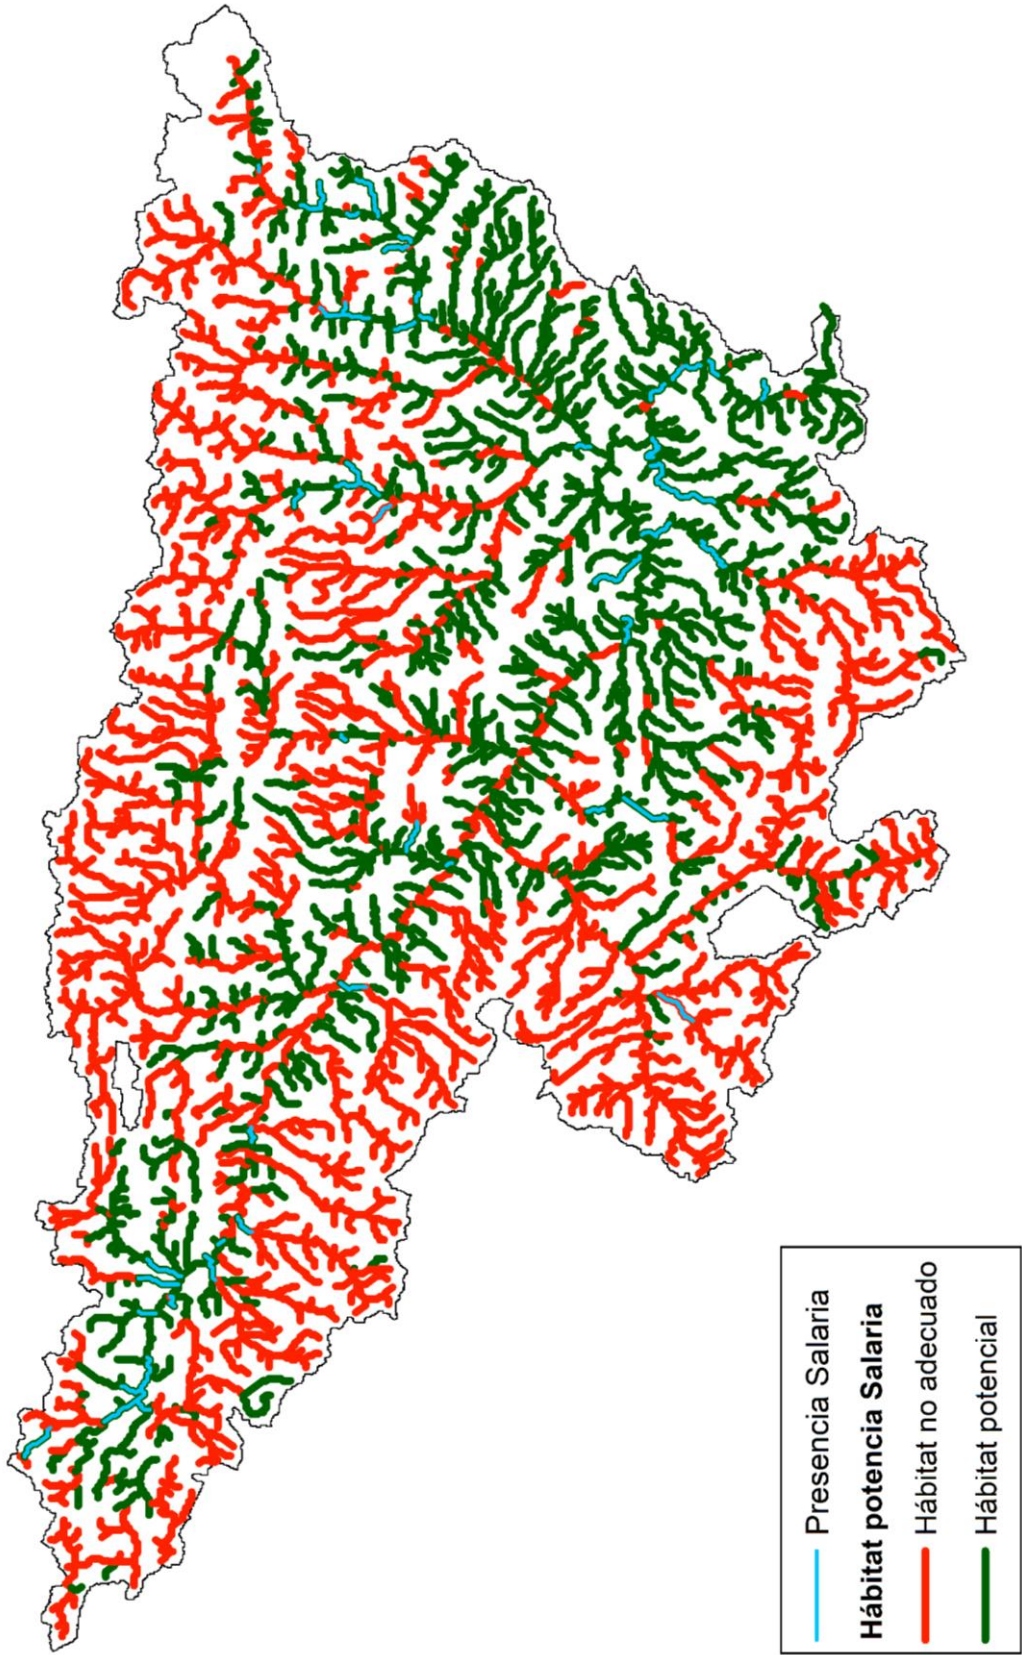 Presencia Salaria
Hábitat potencia Salaria
Hábitat no adecuado
Hábitat potencial